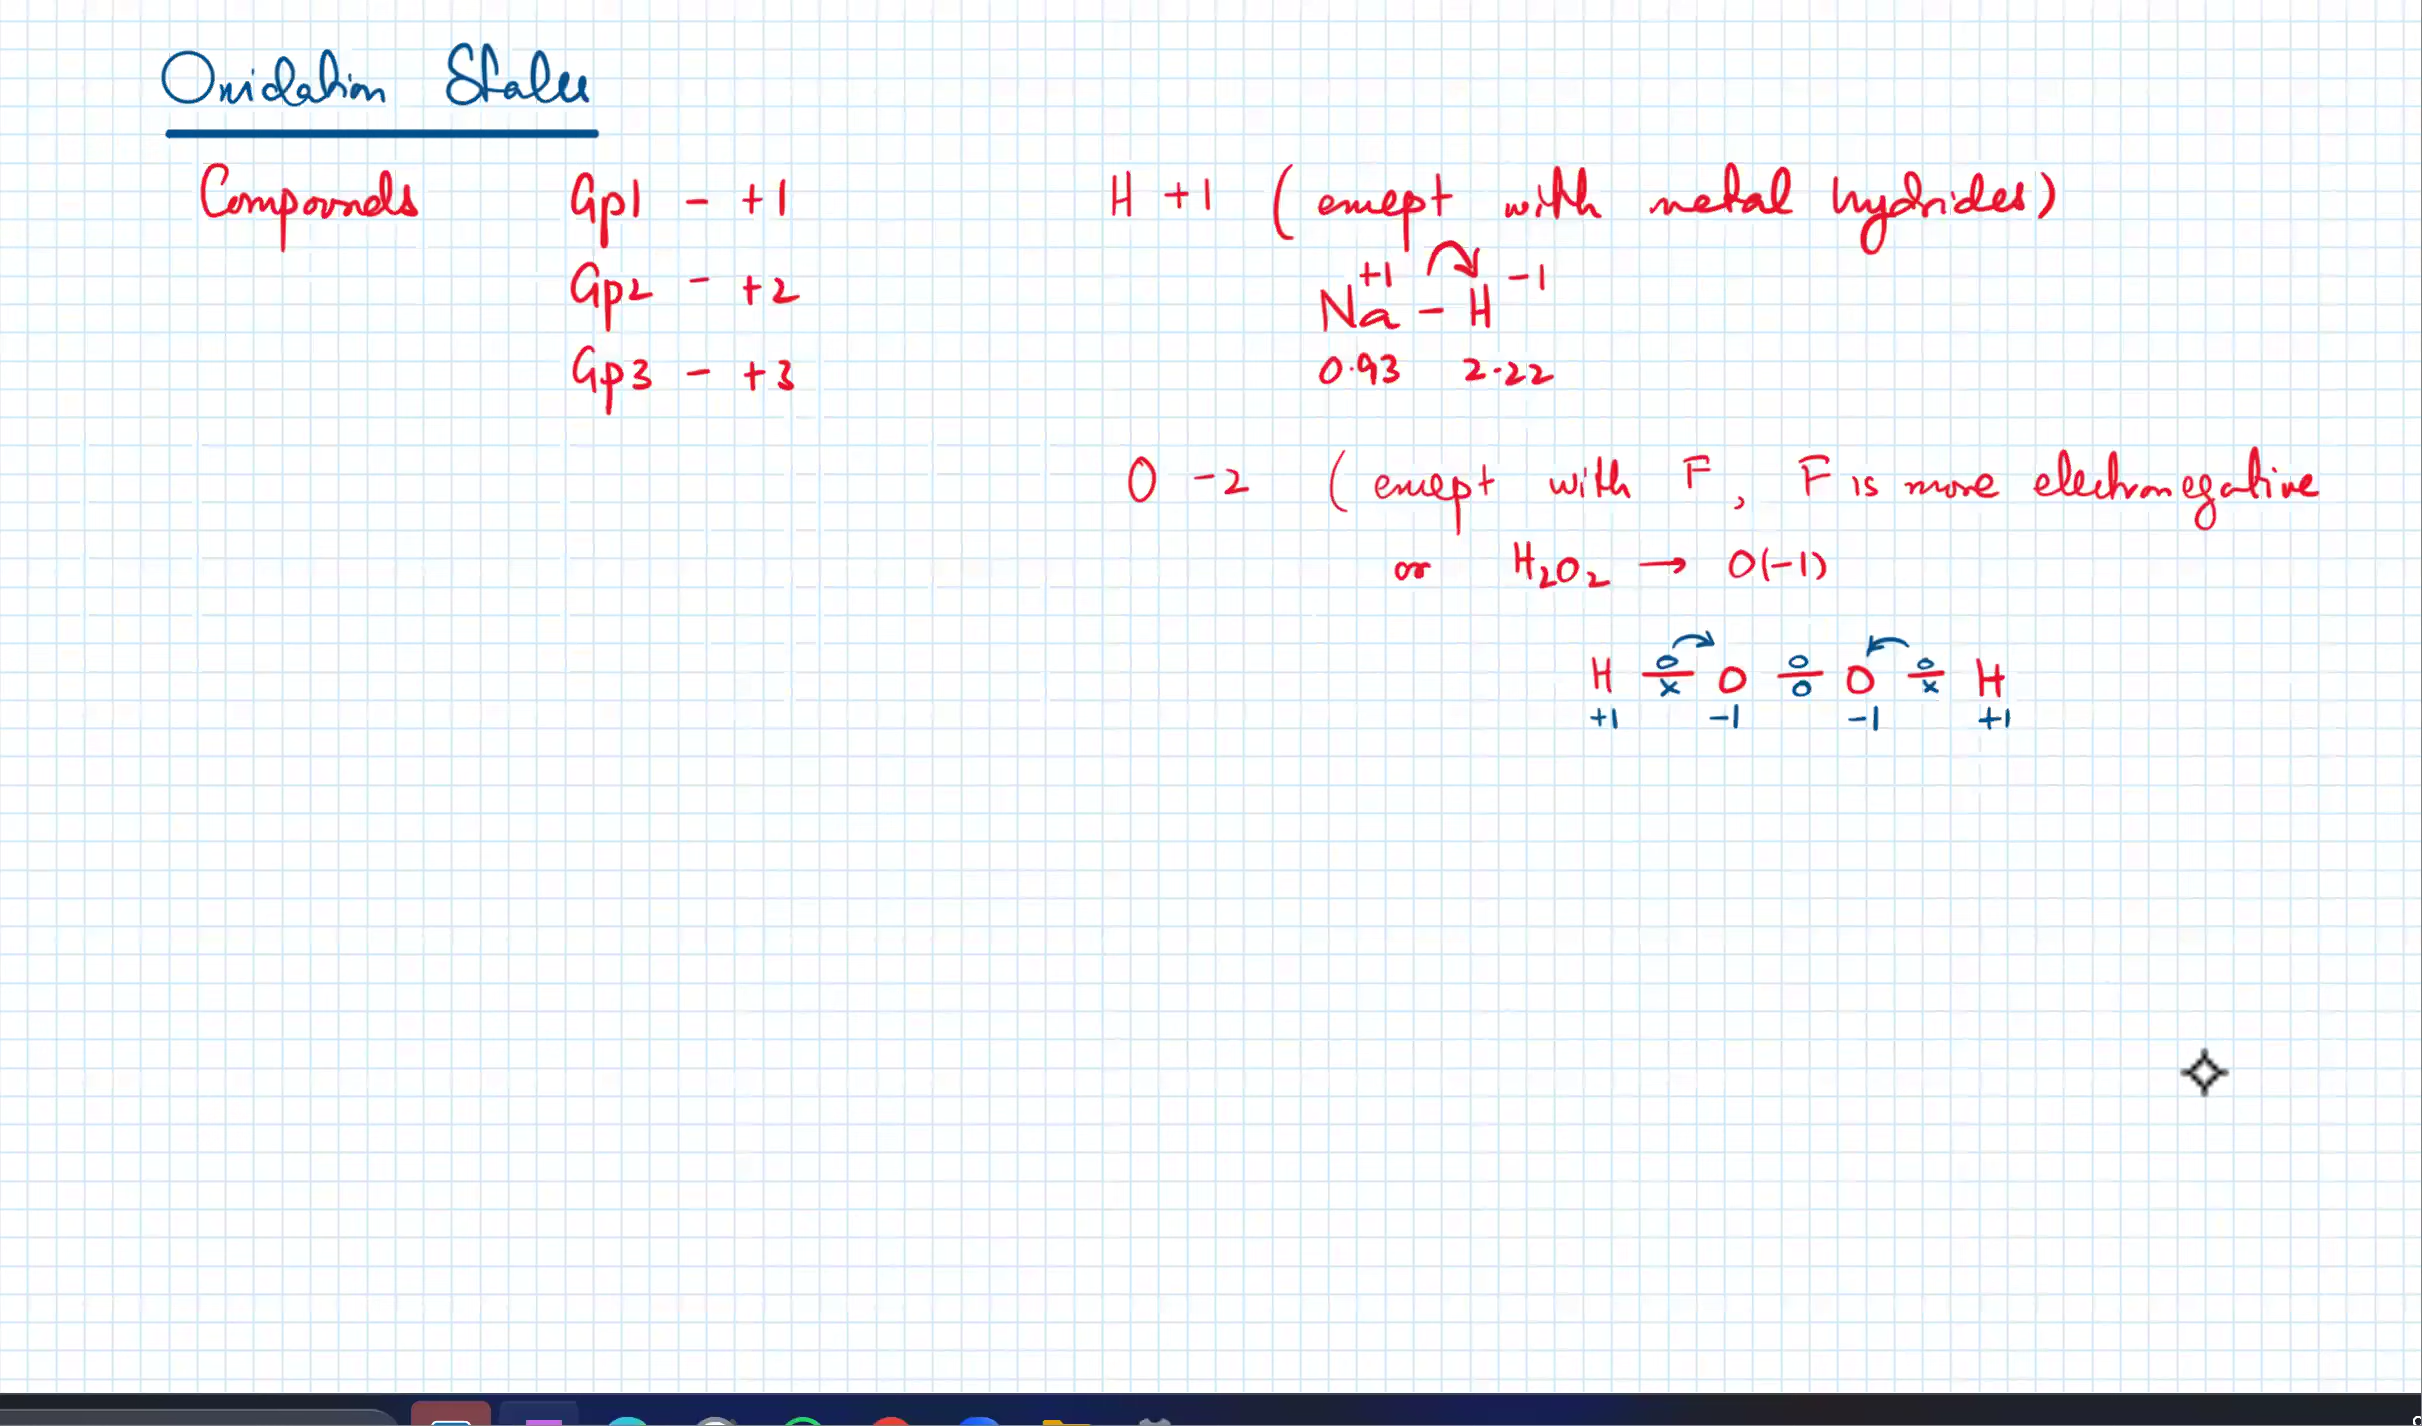 Oxidation States
Compounds Gp1 - +1
Gp2 - +2
Gp3 - +3
H +1 (except with metal hydrides)
+1 -1
Na - H
0.93 2.22
O -2 (except with F, F is more electronegative
or H₂O₂ → O(-1)
H o/x O o/o O o/x H
+1 -1 -1 +1